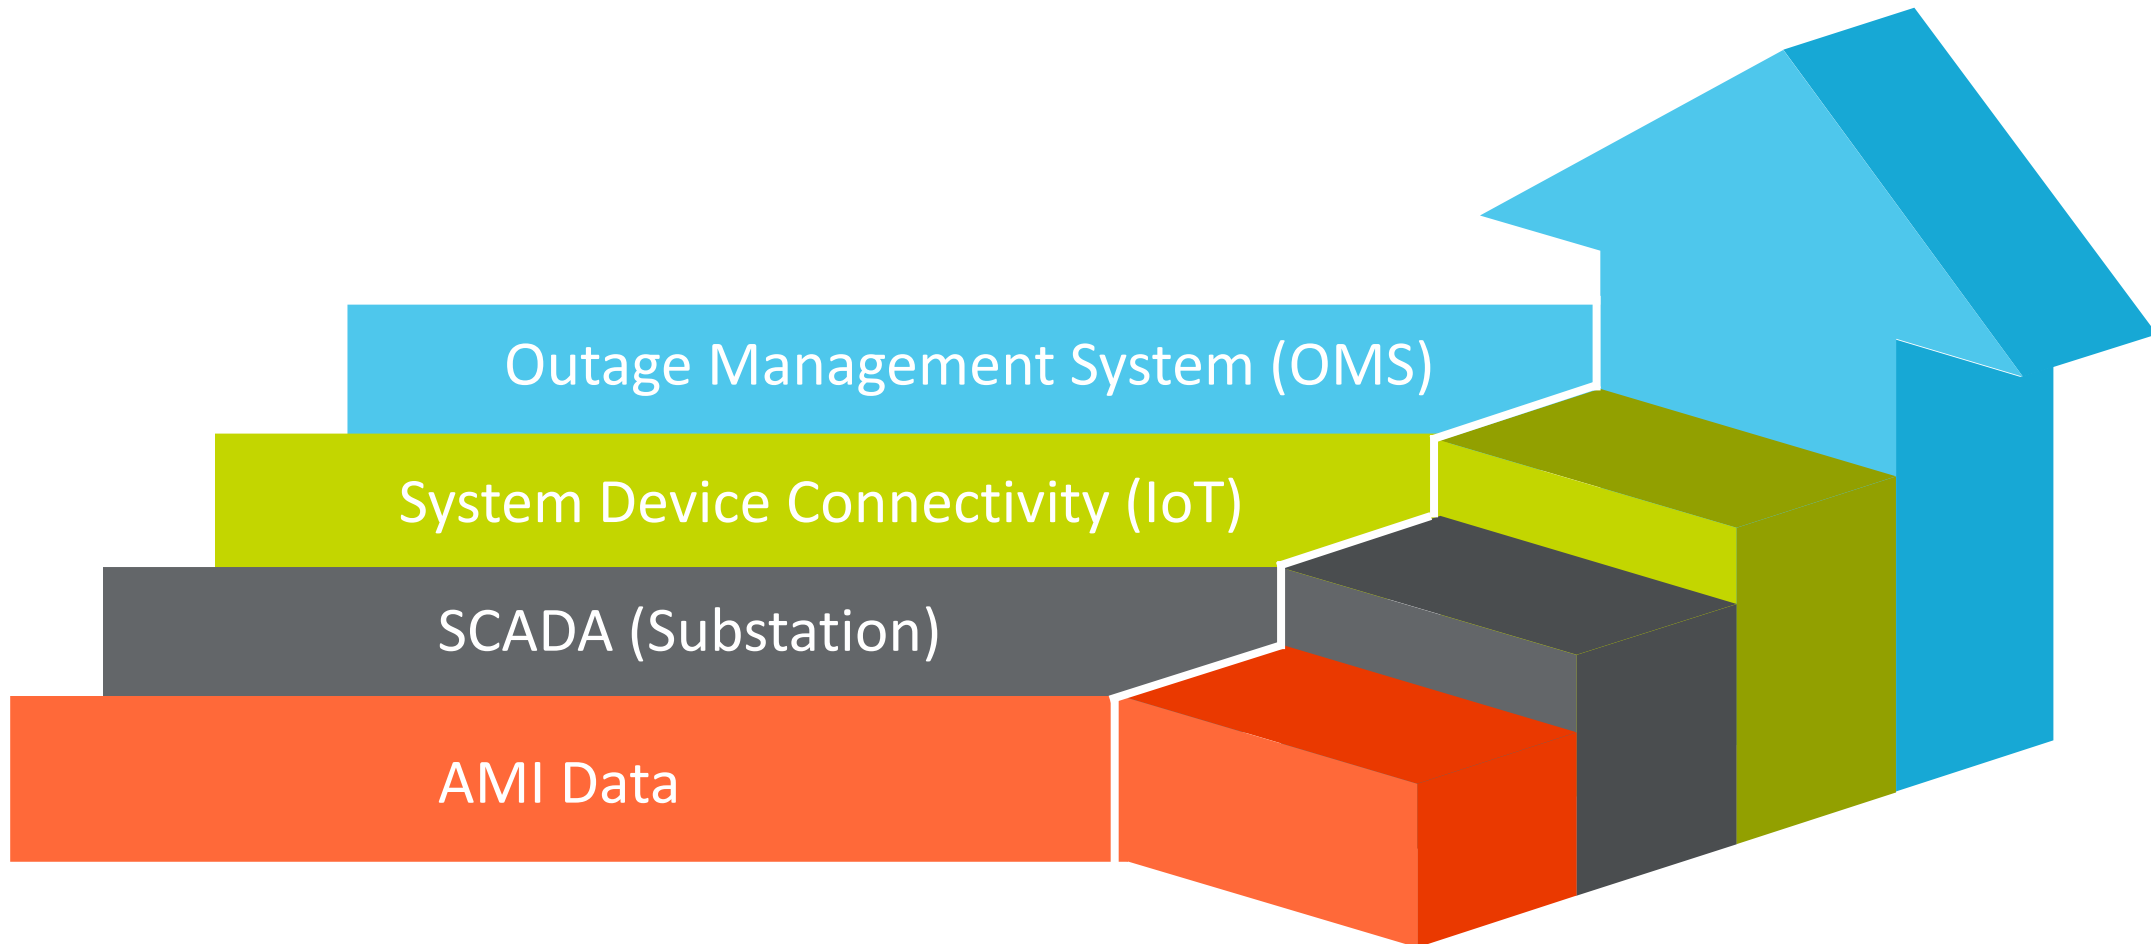 Outage Management System (OMS)
System Device Connectivity (IoT)
SCADA (Substation)
AMI Data